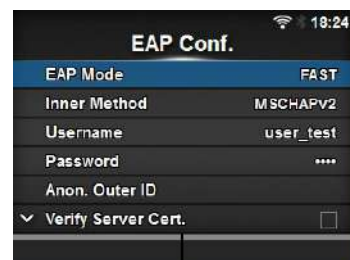 18:24
EAP Conf.
EAP Mode FAST
Inner Method MSCHAPv2
Username user_test
Password ••••
Anon. Outer ID
Verify Server Cert.